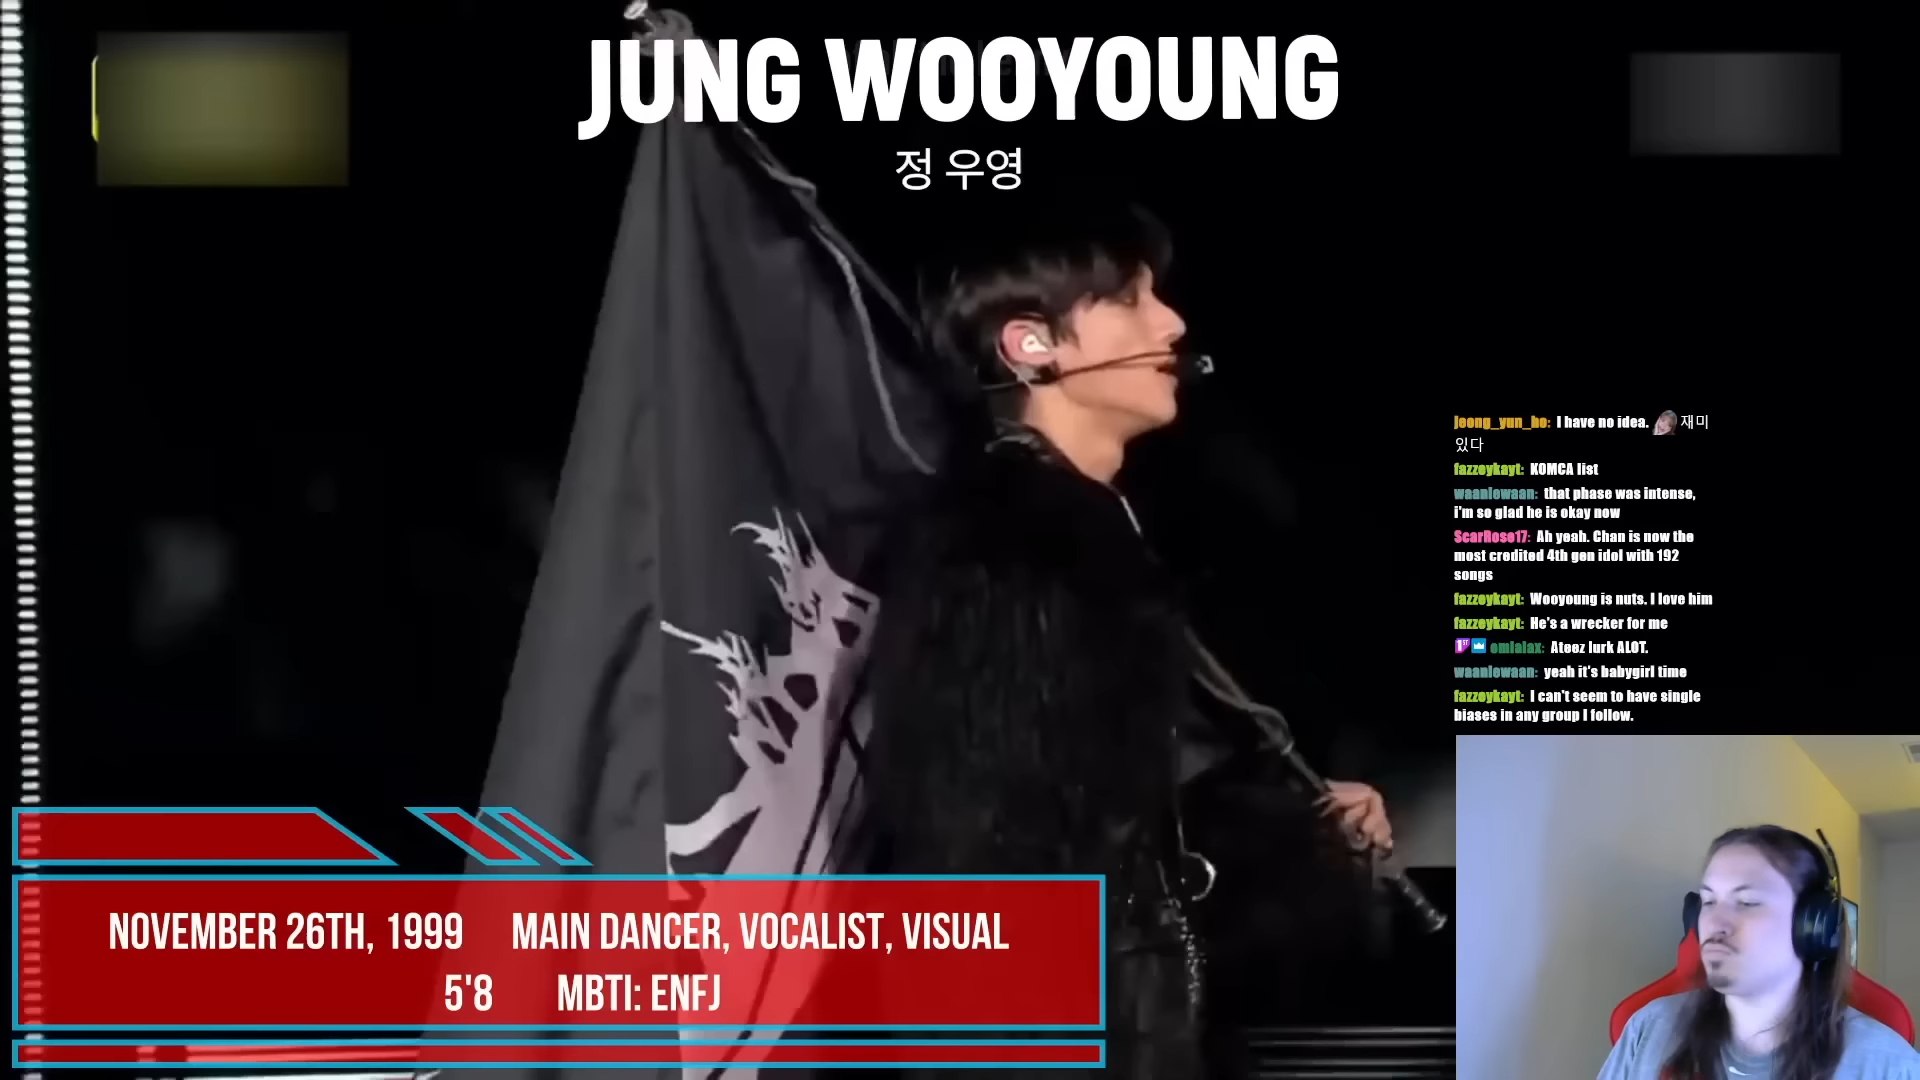 JUNG WOOYOUNG
정 우영
jeong_yun_ho: I have no idea. 재미
있다
fazzeykayt: KOMCA list
waaniewaan: that phase was intense,
i'm so glad he is okay now
ScarRose17: Ah yeah. Chan is now the
most credited 4th gen idol with 192
songs
fazzeykayt: Wooyoung is nuts. I love him
fazzeykayt: He's a wrecker for me
omlalax: Ateez lurk ALOT.
waaniewaan: yeah it's babygirl time
fazzeykayt: I can't seem to have single
biases in any group I follow.
NOVEMBER 26TH, 1999 MAIN DANCER, VOCALIST, VISUAL
5'8 MBTI: ENFJ